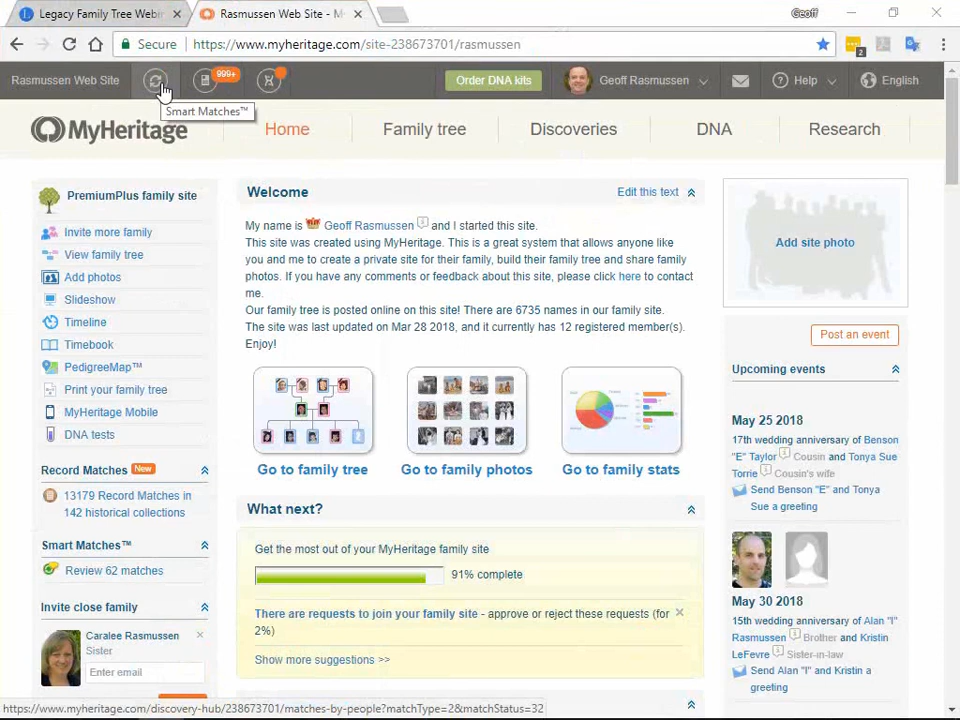 Legacy Family Tree Webin
Rasmussen Web Site - M
Geoff
Secure
https://www.myheritage.com/site-238673701/rasmussen
2
Rasmussen Web Site
999+
Order DNA kits
Geoff Rasmussen
Help
English
Smart Matches™
MyHeritage
Home
Family tree
Discoveries
DNA
Research
PremiumPlus family site
Invite more family
View family tree
Add photos
Slideshow
Timeline
Timebook
PedigreeMap™
Print your family tree
MyHeritage Mobile
DNA tests
Record Matches New
13179 Record Matches in
142 historical collections
Smart Matches™
Review 62 matches
Invite close family
Caralee Rasmussen
Sister
Enter email
Welcome
Edit this text
My name is Geoff Rasmussen and I started this site.
This site was created using MyHeritage. This is a great system that allows anyone like
you and me to create a private site for their family, build their family tree and share family
photos. If you have any comments or feedback about this site, please click here to contact
me.
Our family tree is posted online on this site! There are 6735 names in our family site.
The site was last updated on Mar 28 2018, and it currently has 12 registered member(s).
Enjoy!
Go to family tree
Go to family photos
Go to family stats
What next?
Get the most out of your MyHeritage family site
91% complete
There are requests to join your family site - approve or reject these requests (for
2%)
Show more suggestions >>
Add site photo
Post an event
Upcoming events
May 25 2018
17th wedding anniversary of Benson
"E" Taylor Cousin and Tonya Sue
Torrie Cousin's wife
Send Benson "E" and Tonya
Sue a greeting
May 30 2018
15th wedding anniversary of Alan "I"
Rasmussen Brother and Kristin
LeFevre Sister-in-law
Send Alan "I" and Kristin a
greeting
https://www.myheritage.com/discovery-hub/238673701/matches-by-people?matchType=2&matchStatus=32